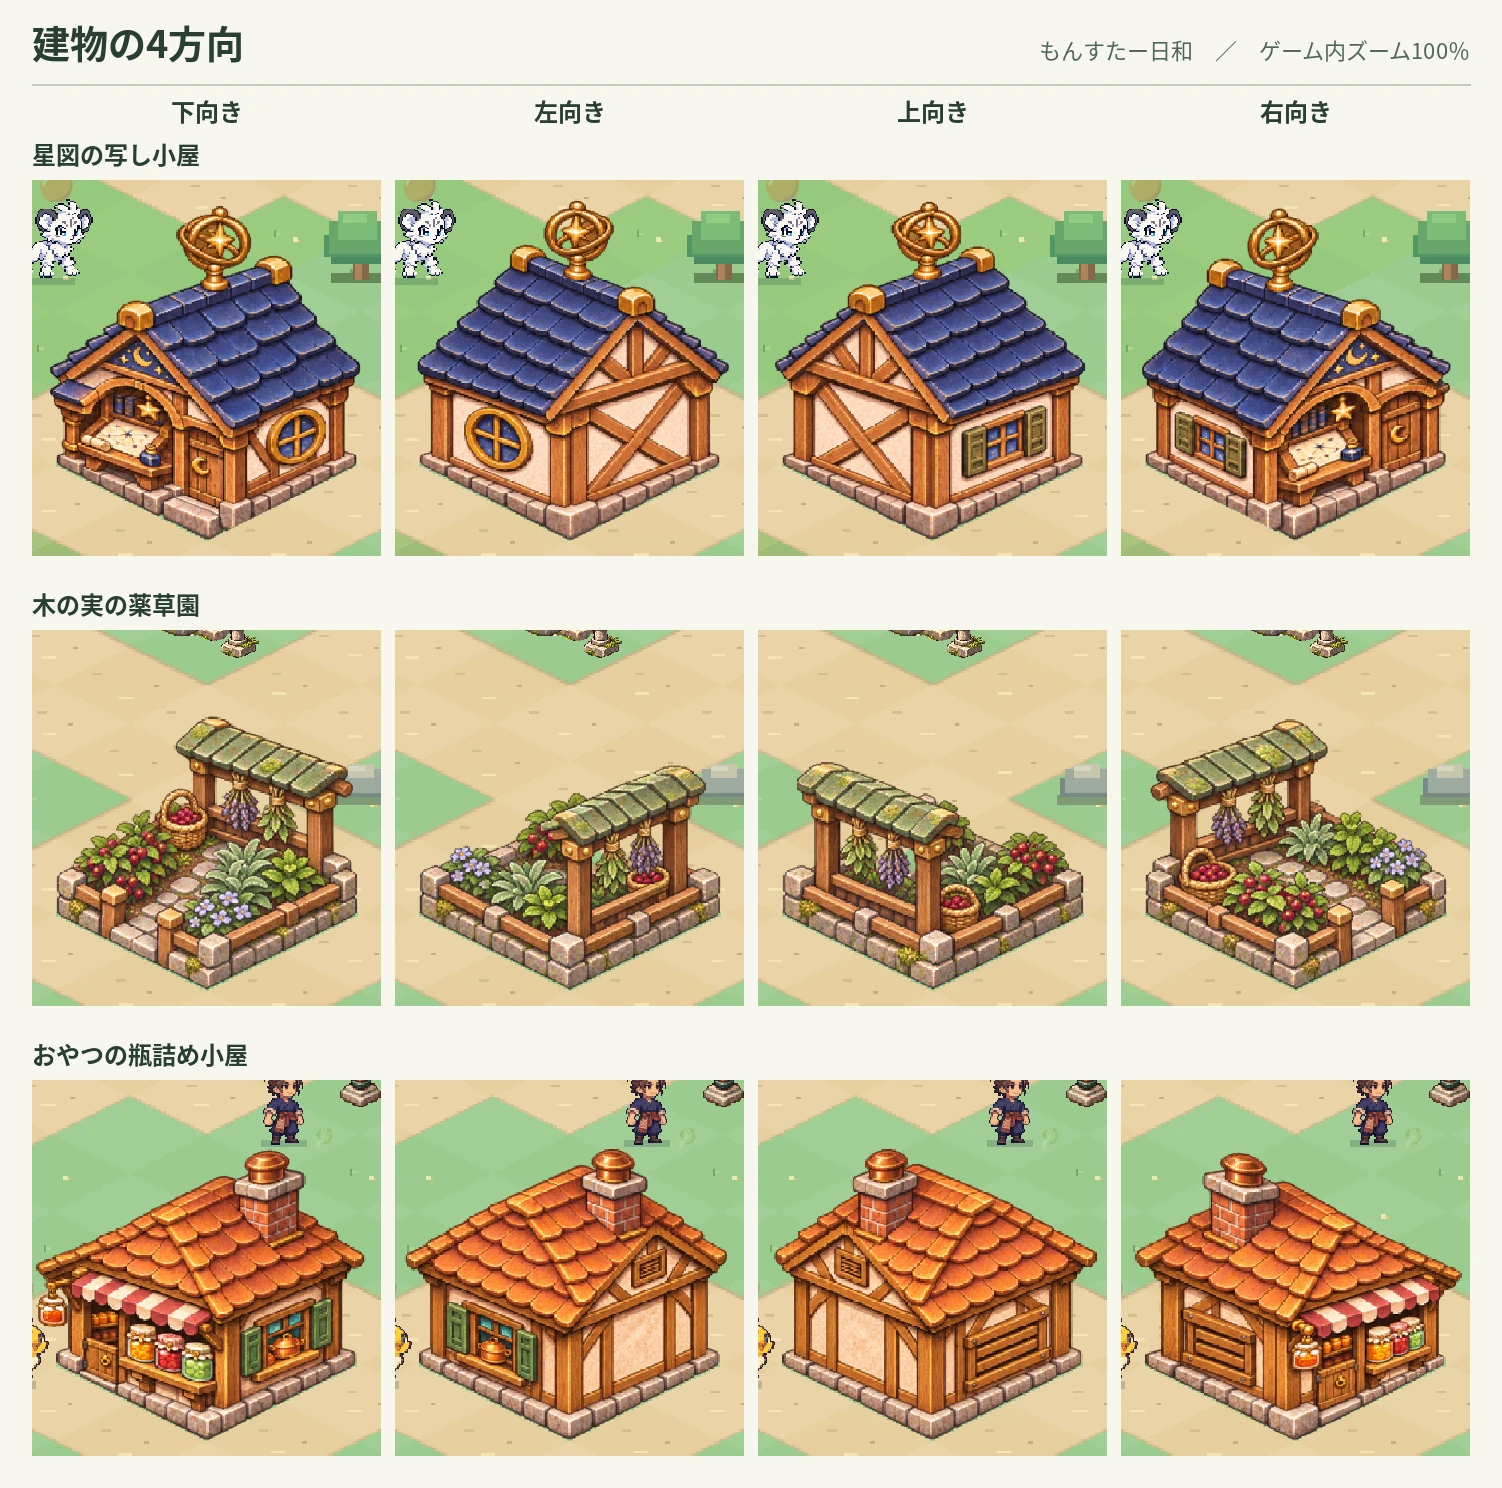 建物の4方向
もんすたー日和 ／ ゲーム内ズーム100%
下向き 左向き 上向き 右向き
星図の写し小屋
木の実の薬草園
おやつの瓶詰め小屋